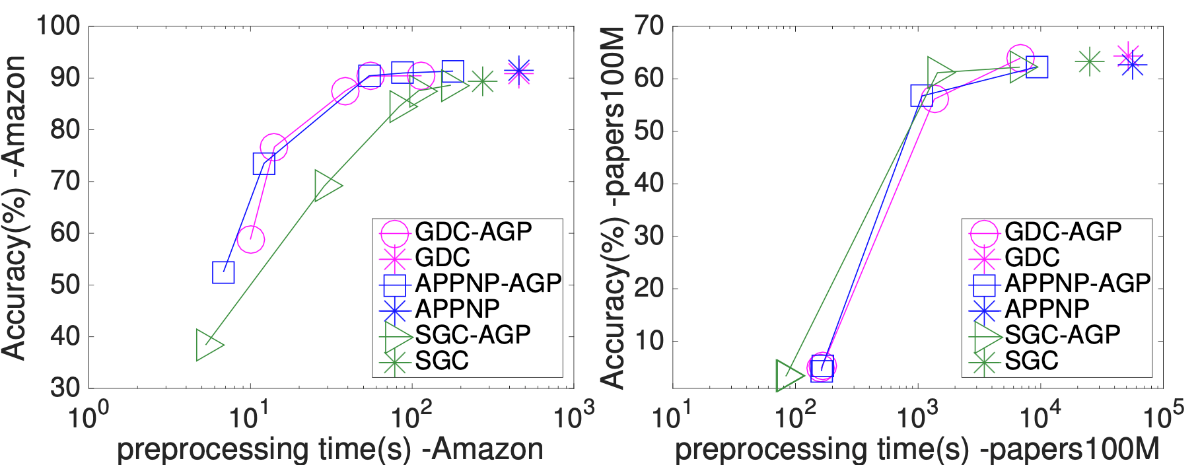 Accuracy(%) -Amazon
100
90
80
70
60
50
40
30
10^0
10^1
10^2
10^3
preprocessing time(s) -Amazon
GDC-AGP
GDC
APPNP-AGP
APPNP
SGC-AGP
SGC
Accuracy(%) -papers100M
70
60
50
40
30
20
10
10^1
10^2
10^3
10^4
10^5
preprocessing time(s) -papers100M
GDC-AGP
GDC
APPNP-AGP
APPNP
SGC-AGP
SGC